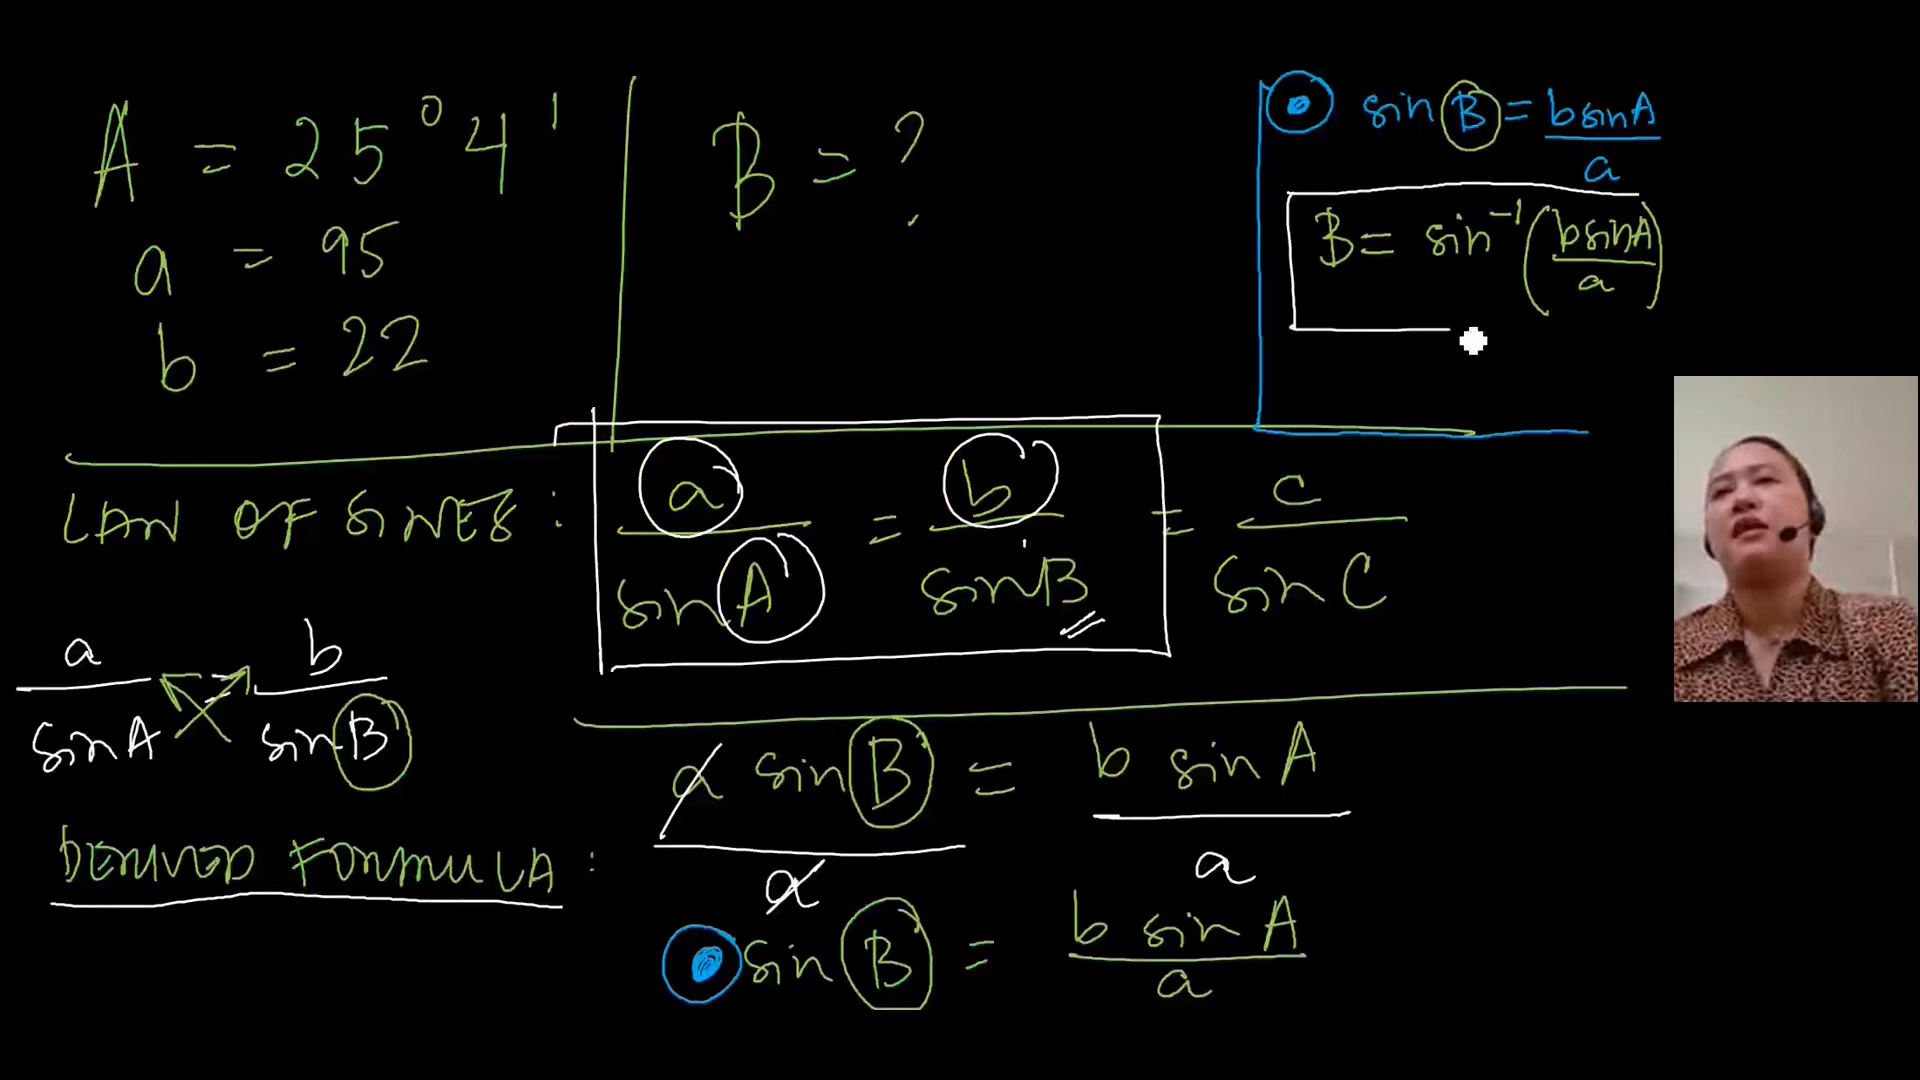 A = 25°4'
a = 95
b = 22
B = ?
sin B = b sin A / a
B = sin⁻¹ (b sin A / a)
LAW OF SINES : a / sin A = b / sin B = c / sin C
a / sin A = b / sin B
DERIVED FORMULA : a sin B / a = b sin A / a
sin B = b sin A / a